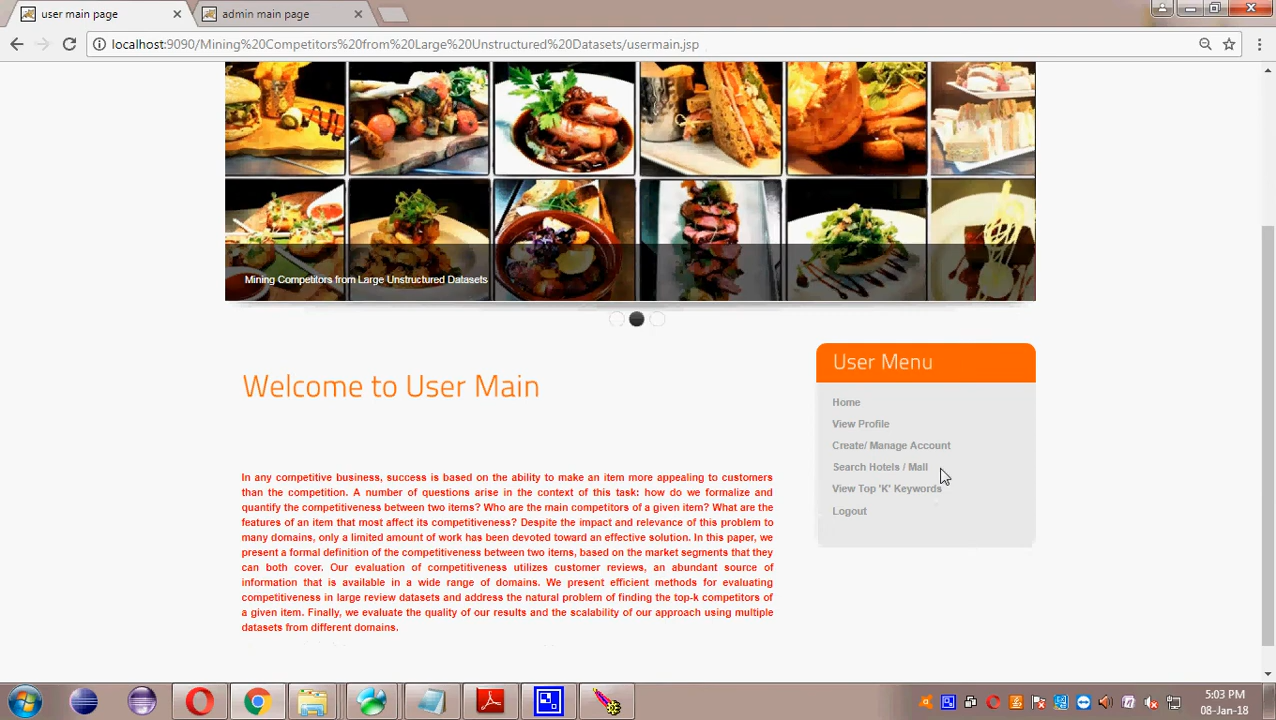 user main page
admin main page
localhost:9090/Mining%20Competitors%20from%20Large%20Unstructured%20Datasets/usermain.jsp
Mining Competitors from Large Unstructured Datasets
User Menu
Home
View Profile
Create/ Manage Account
Search Hotels / Mall
View Top 'K' Keywords
Logout
Welcome to User Main
In any competitive business, success is based on the ability to make an item more appealing to customers
than the competition. A number of questions arise in the context of this task: how do we formalize and
quantify the competitiveness between two items? Who are the main competitors of a given item? What are the
features of an item that most affect its competitiveness? Despite the impact and relevance of this problem to
many domains, only a limited amount of work has been devoted toward an effective solution. In this paper, we
present a formal definition of the competitiveness between two items, based on the market segments that they
can both cover. Our evaluation of competitiveness utilizes customer reviews, an abundant source of
information that is available in a wide range of domains. We present efficient methods for evaluating
competitiveness in large review datasets and address the natural problem of finding the top-k competitors of
a given item. Finally, we evaluate the quality of our results and the scalability of our approach using multiple
datasets from different domains.
5:03 PM
08-Jan-18